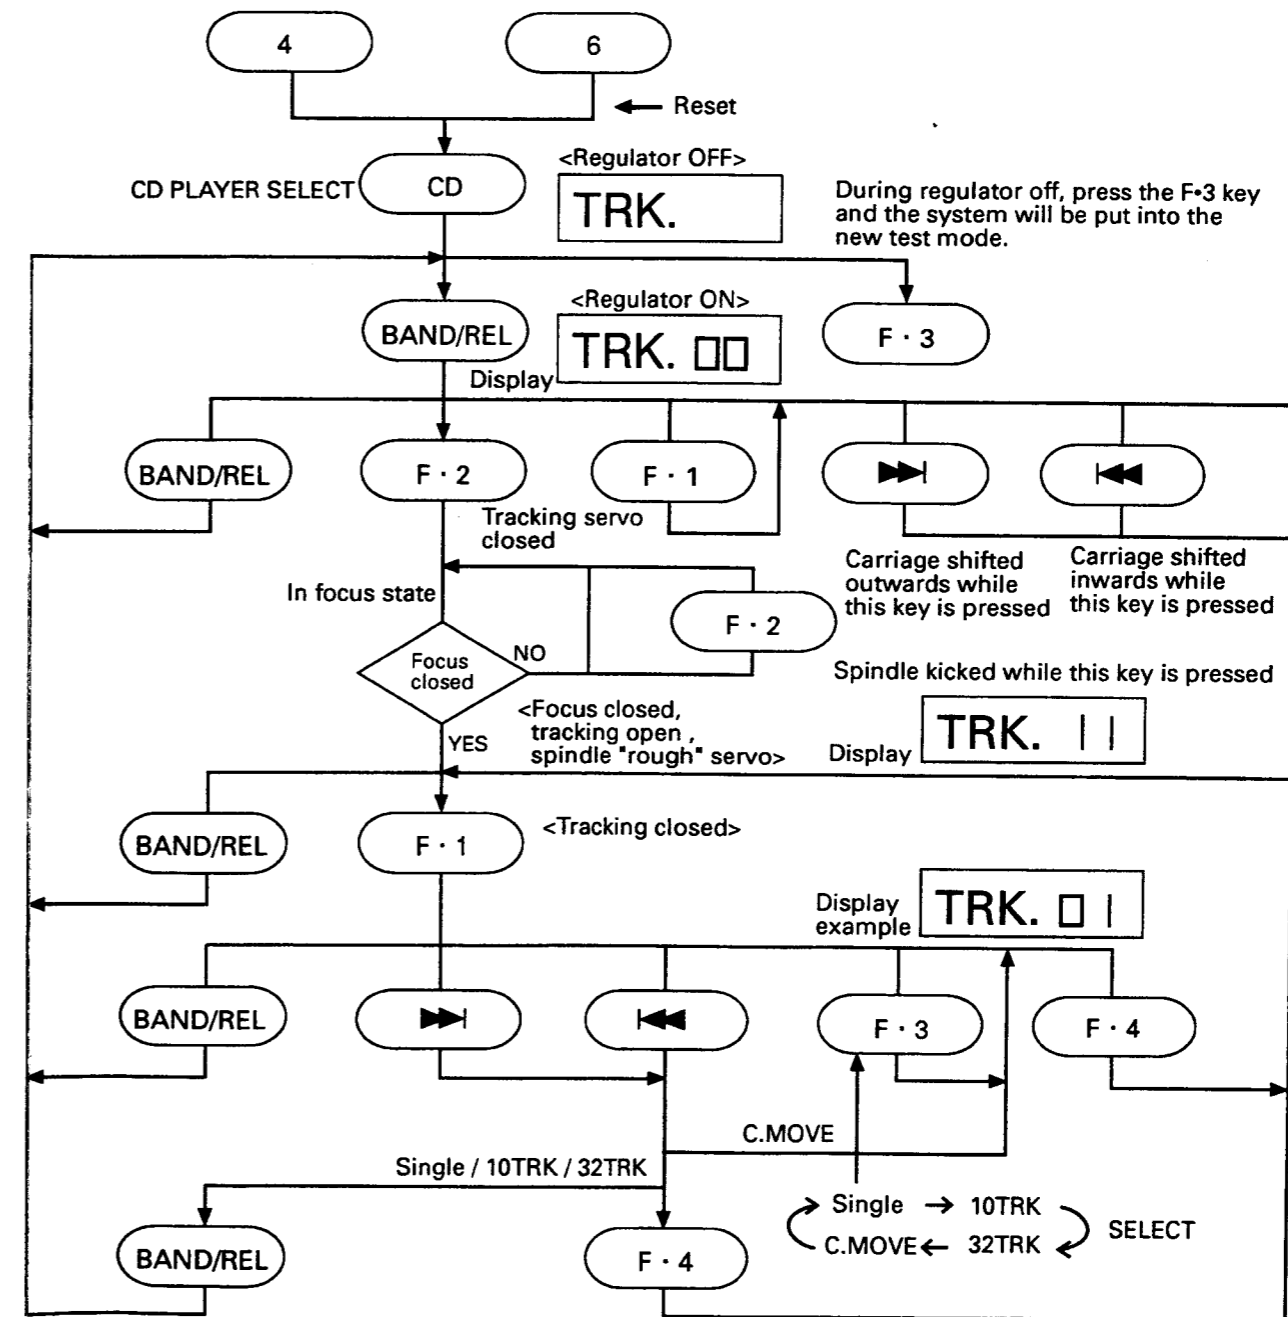 4
6
Reset
CD PLAYER SELECT
CD
<Regulator OFF>
TRK.
During regulator off, press the F•3 key
and the system will be put into the
new test mode.
BAND/REL
<Regulator ON>
TRK. 00
F · 3
Display
BAND/REL
F · 2
F · 1
Tracking servo
closed
Carriage shifted
outwards while
this key is pressed
Carriage shifted
inwards while
this key is pressed
In focus state
F · 2
Focus
closed
NO
YES
Spindle kicked while this key is pressed
<Focus closed,
tracking open ,
spindle "rough" servo>
Display
TRK. 11
BAND/REL
F · 1
<Tracking closed>
Display
example
TRK. 01
BAND/REL
F · 3
F · 4
C.MOVE
Single / 10TRK / 32TRK
Single → 10TRK
C.MOVE ← 32TRK
SELECT
BAND/REL
F · 4